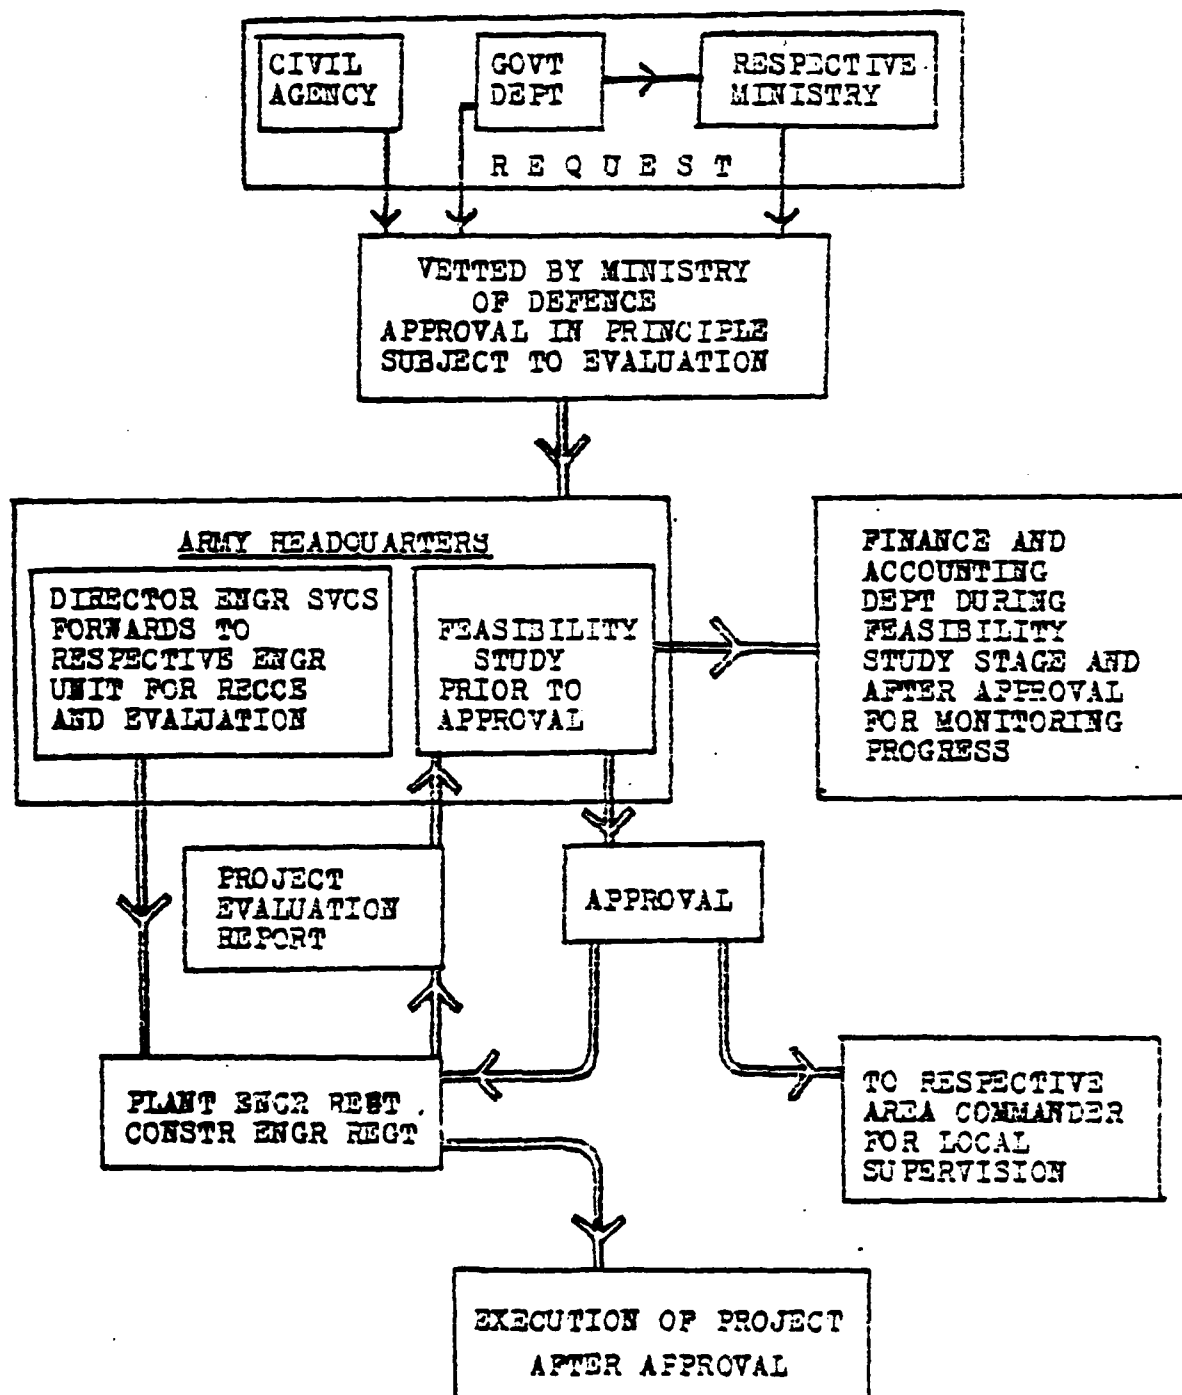 CIVIL
AGENCY
GOVT
DEPT
RESPECTIVE
MINISTRY
REQUEST
VETTED BY MINISTRY
OF DEFENCE
APPROVAL IN PRINCIPLE
SUBJECT TO EVALUATION
ARMY HEADQUARTERS
DIRECTOR ENGR SVCS
FORWARDS TO
RESPECTIVE ENGR
UNIT FOR RECCE
AND EVALUATION
FEASIBILITY
STUDY
PRIOR TO
APPROVAL
FINANCE AND
ACCOUNTING
DEPT DURING
FEASIBILITY
STUDY STAGE AND
AFTER APPROVAL
FOR MONITORING
PROGRESS
PROJECT
EVALUATION
REPORT
APPROVAL
PLANT ENGR REGT
CONSTR ENGR REGT
TO RESPECTIVE
AREA COMMANDER
FOR LOCAL
SUPERVISION
EXECUTION OF PROJECT
AFTER APPROVAL